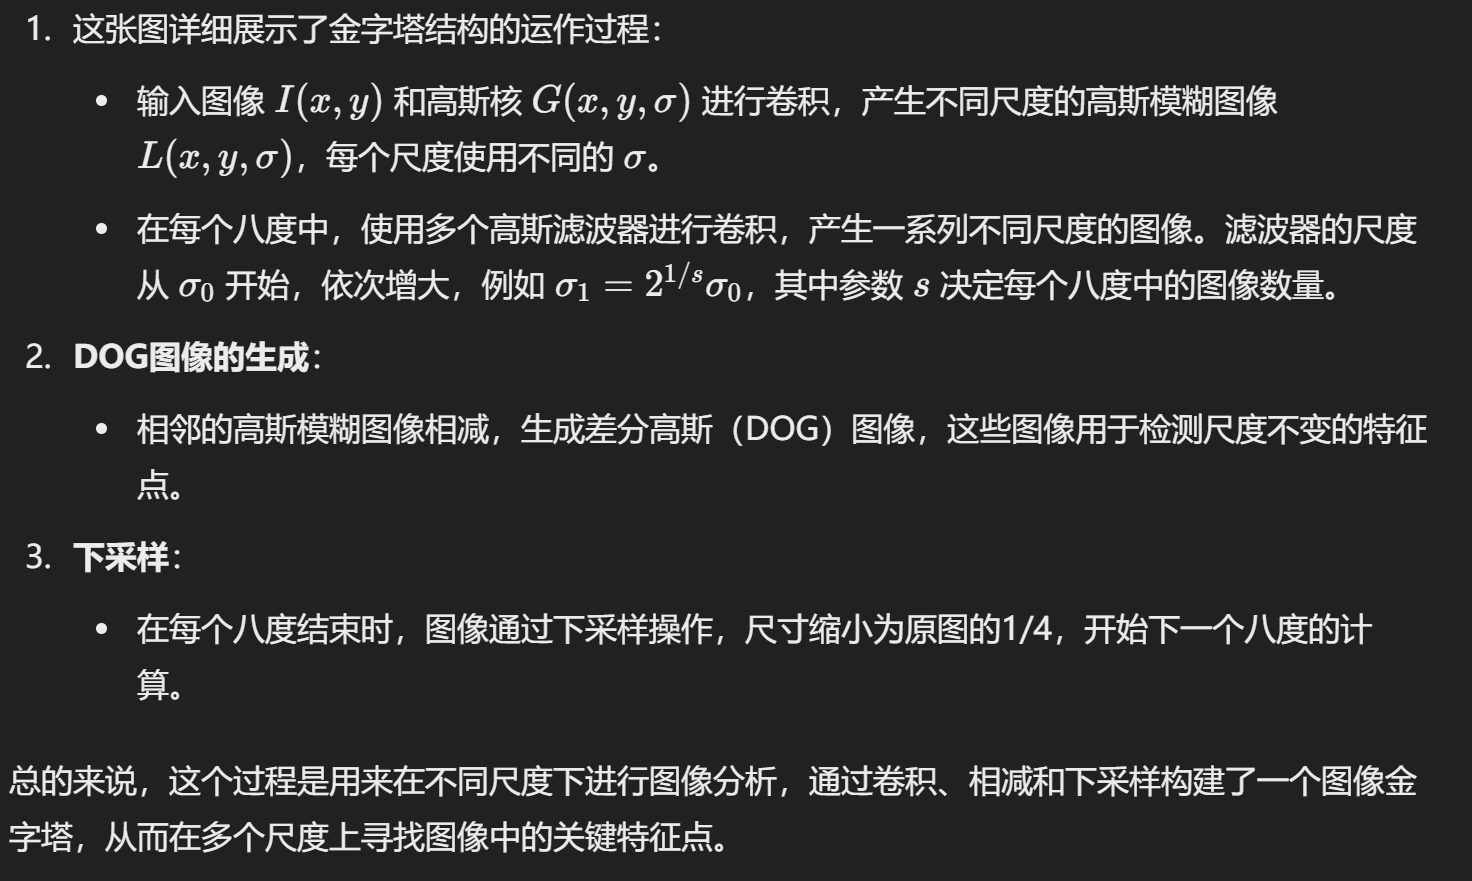 1. 这张图详细展示了金字塔结构的运作过程：
• 输入图像 I(x, y) 和高斯核 G(x, y, σ) 进行卷积，产生不同尺度的高斯模糊图像
L(x, y, σ)，每个尺度使用不同的 σ。
• 在每个八度中，使用多个高斯滤波器进行卷积，产生一系列不同尺度的图像。滤波器的尺度
从 σ₀ 开始，依次增大，例如 σ₁ = 2^{1/s}σ₀，其中参数 s 决定每个八度中的图像数量。
2. DOG图像的生成：
• 相邻的高斯模糊图像相减，生成差分高斯（DOG）图像，这些图像用于检测尺度不变的特征
点。
3. 下采样：
• 在每个八度结束时，图像通过下采样操作，尺寸缩小为原图的1/4，开始下一个八度的计
算。
总的来说，这个过程是用来在不同尺度下进行图像分析，通过卷积、相减和下采样构建了一个图像金
字塔，从而在多个尺度上寻找图像中的关键特征点。